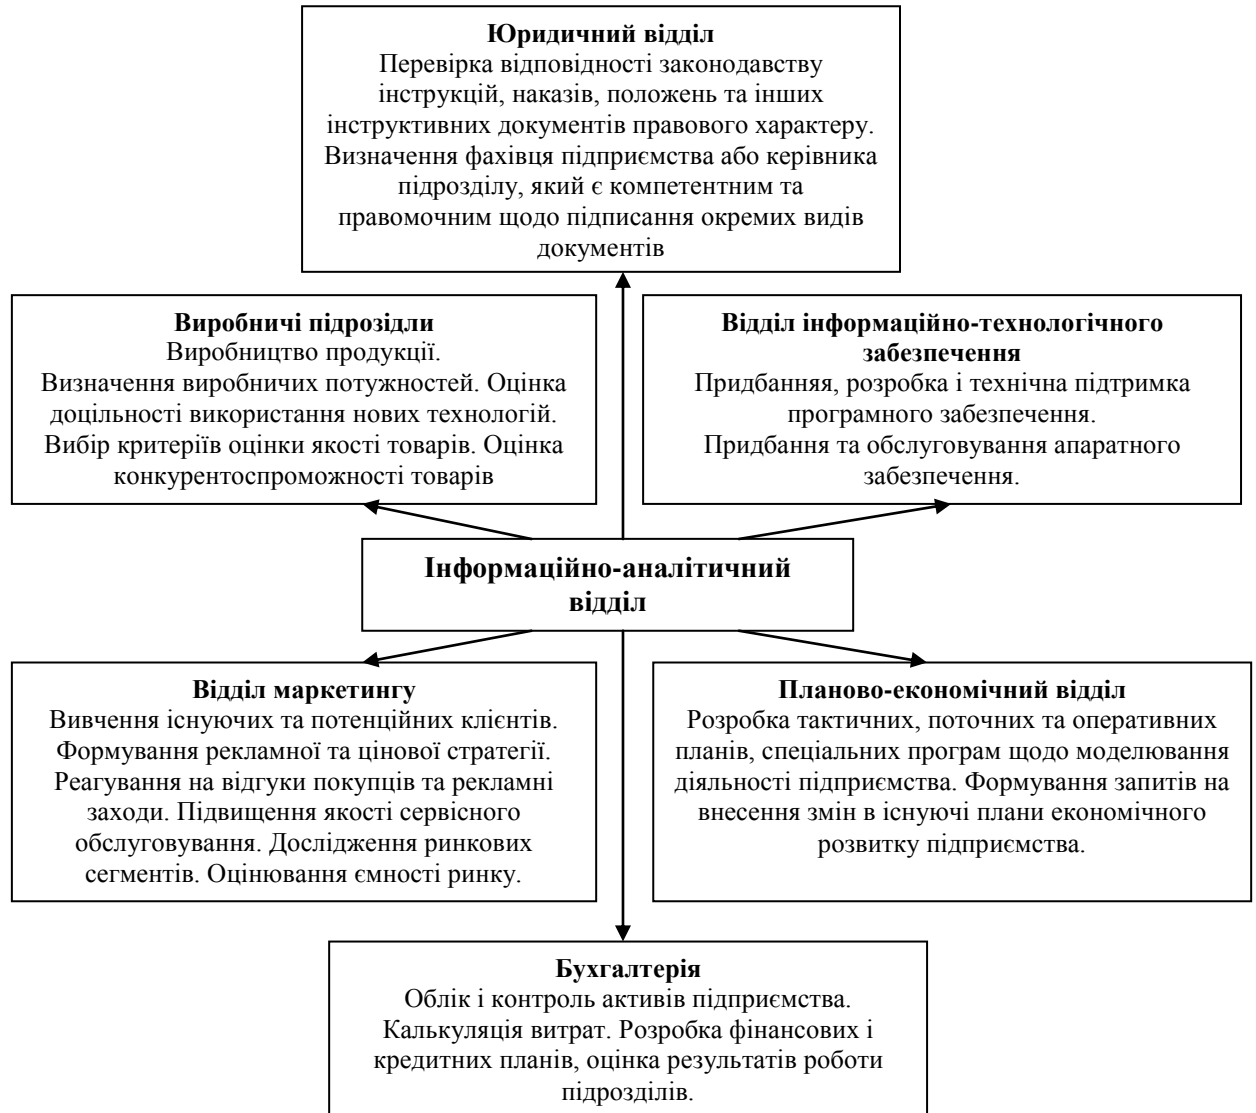 Юридичний відділ
Перевірка відповідності законодавству
інструкцій, наказів, положень та інших
інструктивних документів правового характеру.
Визначення фахівця підприємства або керівника
підрозділу, який є компетентним та
правомочним щодо підписання окремих видів
документів
Виробничі підрозідли
Виробництво продукції.
Визначення виробничих потужностей. Оцінка
доцільності використання нових технологій.
Вибір критеріїв оцінки якості товарів. Оцінка
конкурентоспроможності товарів
Відділ інформаційно-технологічного
забезпечення
Придбанняя, розробка і технічна підтримка
програмного забезпечення.
Придбання та обслуговування апаратного
забезпечення.
Інформаційно-аналітичний
відділ
Відділ маркетингу
Вивчення існуючих та потенційних клієнтів.
Формування рекламної та цінової стратегії.
Реагування на відгуки покупців та рекламні
заходи. Підвищення якості сервісного
обслуговування. Дослідження ринкових
сегментів. Оцінювання ємності ринку.
Планово-економічний відділ
Розробка тактичних, поточних та оперативних
планів, спеціальних програм щодо моделювання
діяльності підприємства. Формування запитів на
внесення змін в існуючі плани економічного
розвитку підприємства.
Бухгалтерія
Облік і контроль активів підприємства.
Калькуляція витрат. Розробка фінансових і
кредитних планів, оцінка результатів роботи
підрозділів.